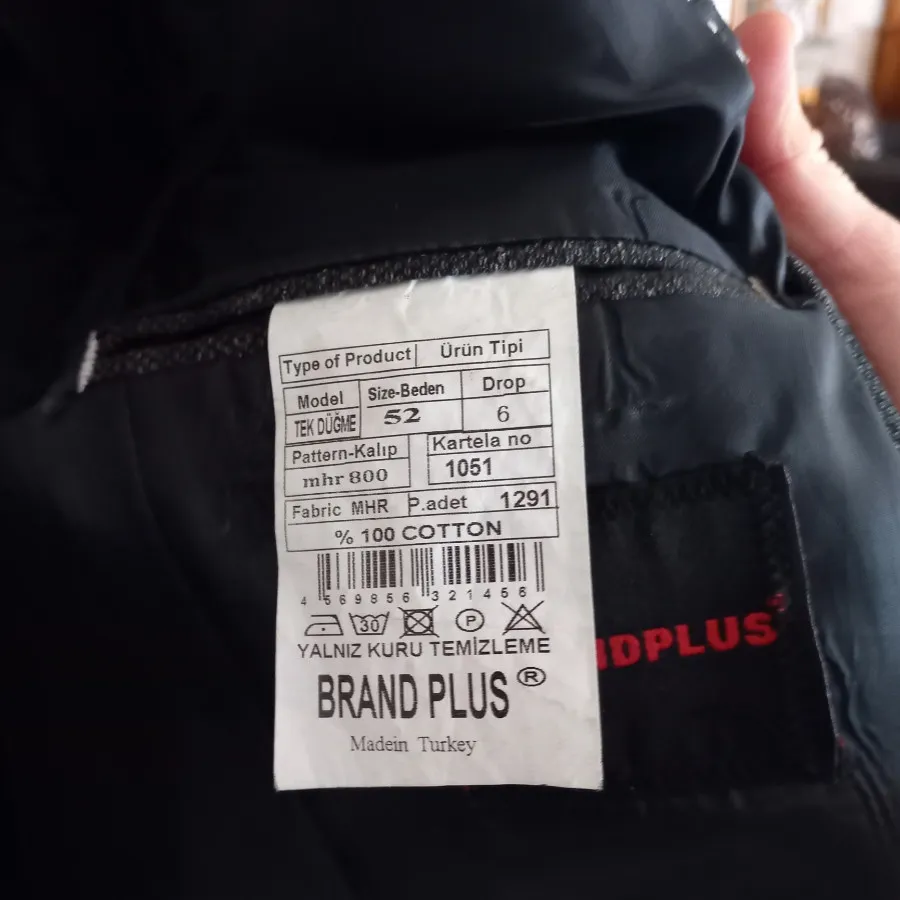 Type of Product Ürün Tipi
Model Size-Beden Drop
TEK DÜĞME 52 6
Pattern-Kalıp Kartela no
mhr 800 1051
Fabric MHR P.adet 1291
% 100 COTTON
4 569856 321456
30 P
YALNIZ KURU TEMİZLEME
BRAND PLUS ®
Madein Turkey
NDPLUS